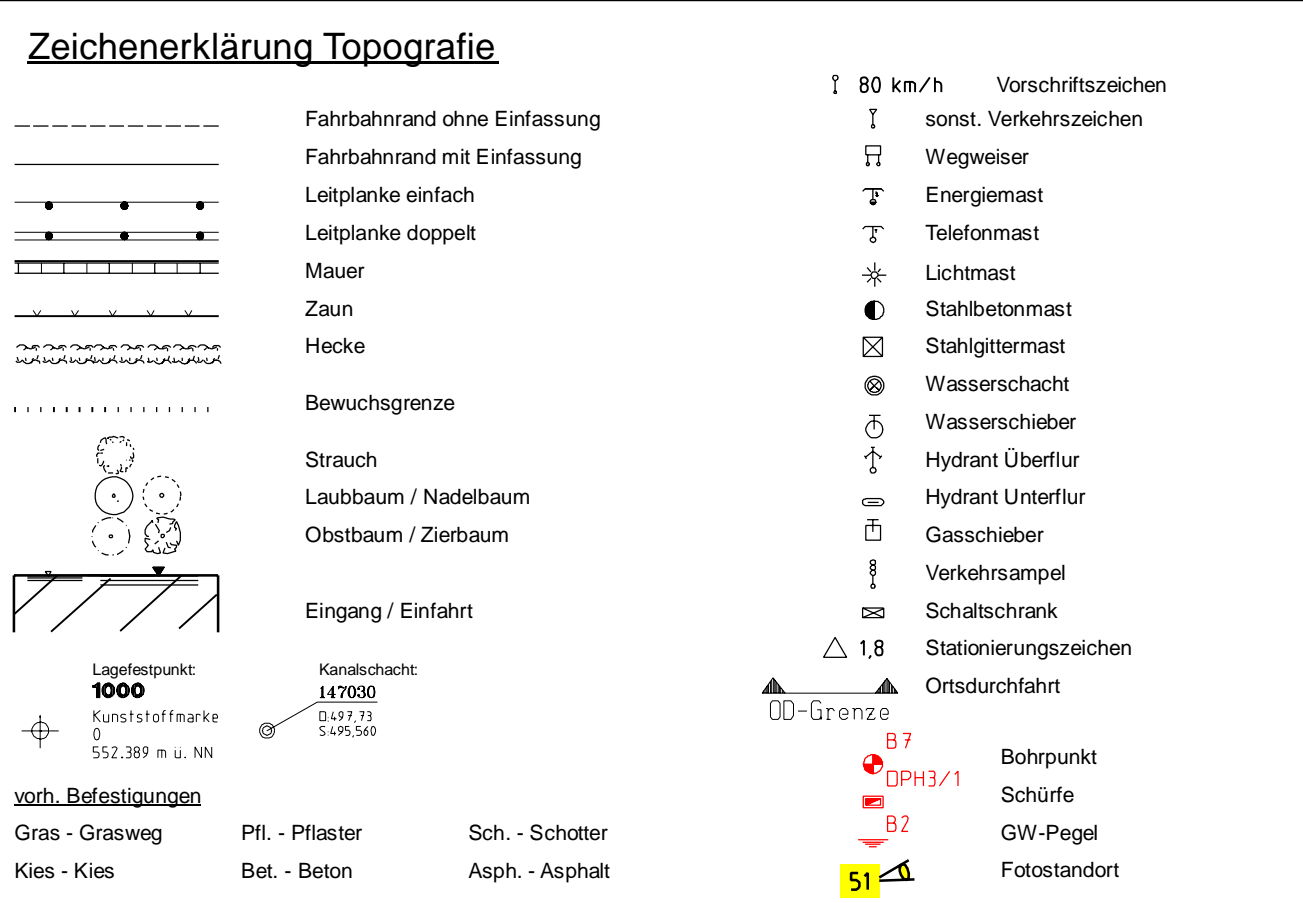 Zeichenerklärung Topografie
Fahrbahnrand ohne Einfassung
Fahrbahnrand mit Einfassung
Leitplanke einfach
Leitplanke doppelt
Mauer
Zaun
Hecke
Bewuchsgrenze
Strauch
Laubbaum / Nadelbaum
Obstbaum / Zierbaum
Eingang / Einfahrt
Lagefestpunkt:
1000
Kunststoffmarke
0
552.389 m ü. NN
Kanalschacht:
147030
D:497,73
S:495,560
vorh. Befestigungen
Gras - Grasweg Pfl. - Pflaster Sch. - Schotter
Kies - Kies Bet. - Beton Asph. - Asphalt
80 km/h Vorschriftszeichen
sonst. Verkehrszeichen
Wegweiser
Energiemast
Telefonmast
Lichtmast
Stahlbetonmast
Stahlgittermast
Wasserschacht
Wasserschieber
Hydrant Überflur
Hydrant Unterflur
Gasschieber
Verkehrsampel
Schaltschrank
1,8 Stationierungszeichen
Ortsdurchfahrt
OD-Grenze
B7
Bohrpunkt
DPH3/1
Schürfe
B2
GW-Pegel
51 Fotostandort